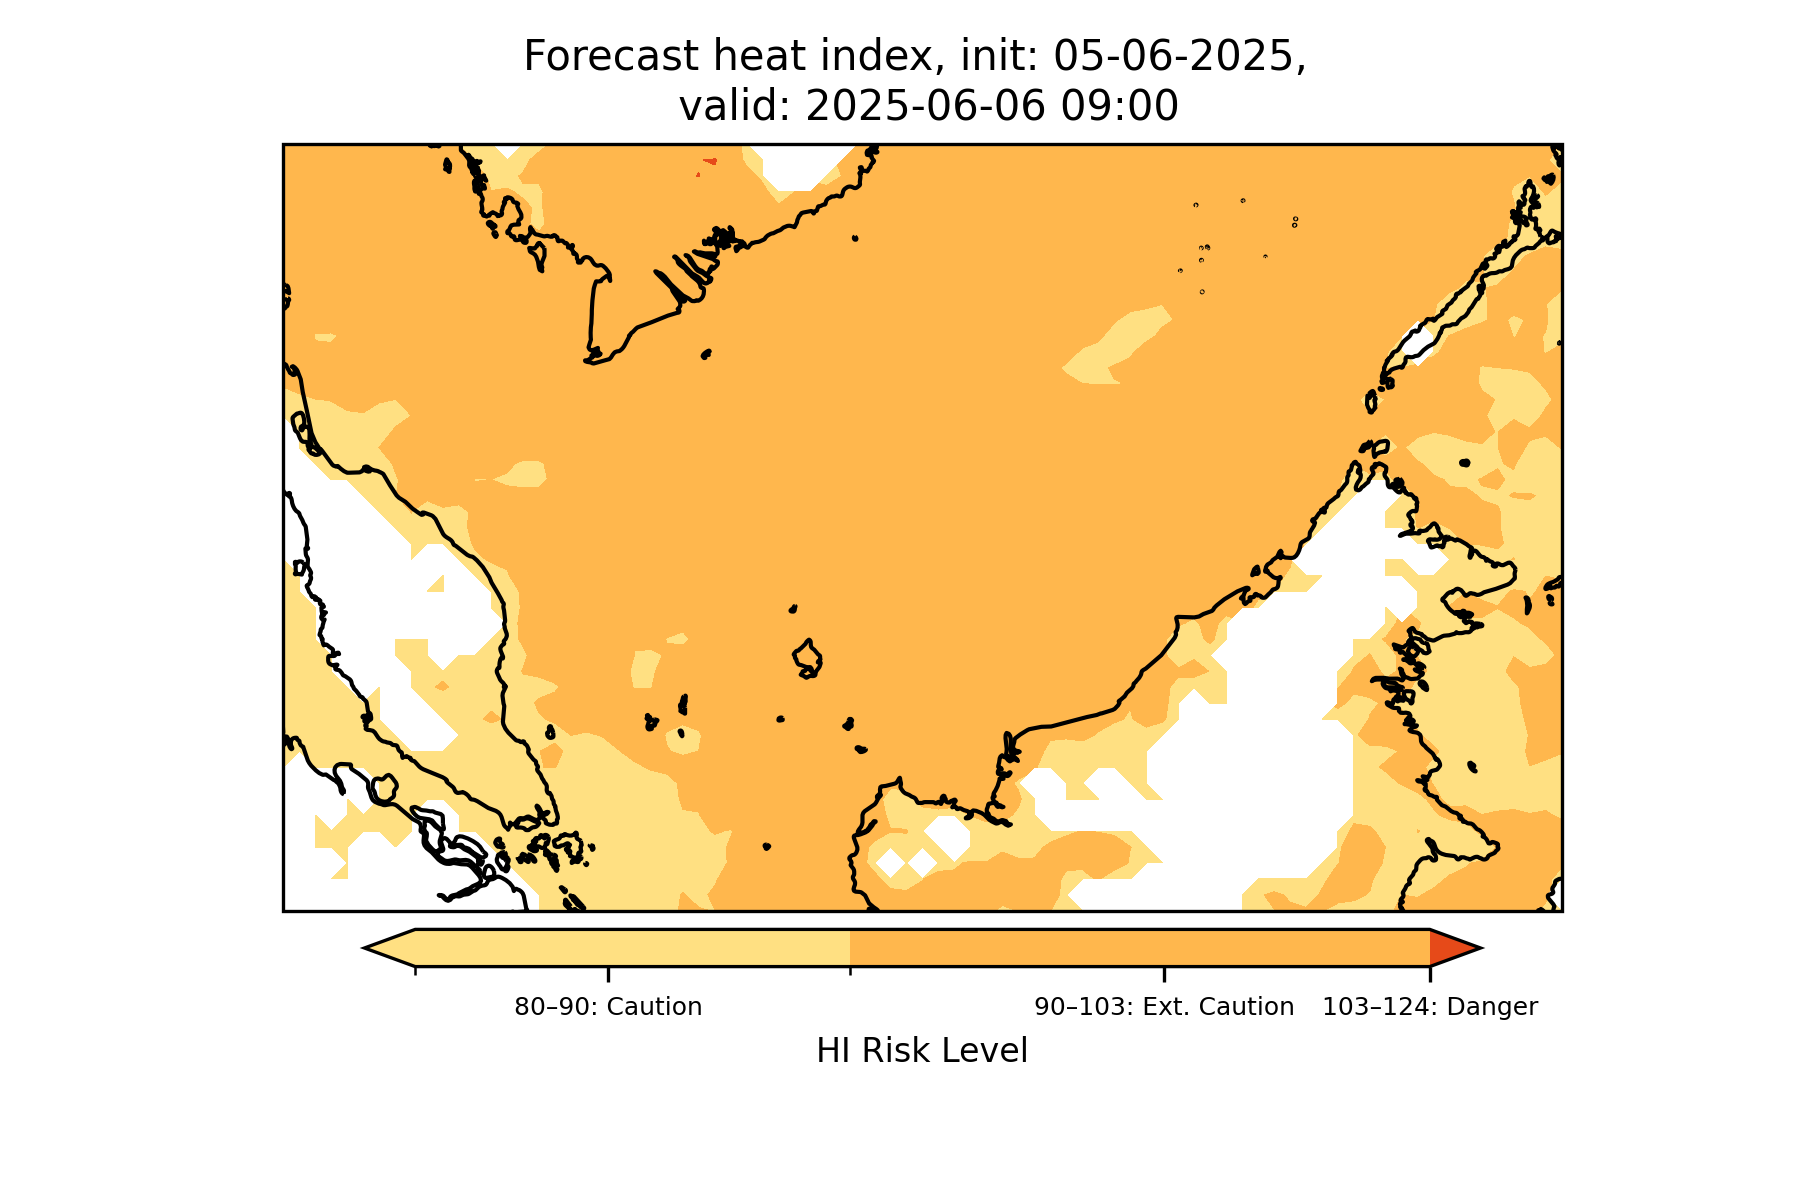 Forecast heat index, init: 05-06-2025,
valid: 2025-06-06 09:00
80–90: Caution
90–103: Ext. Caution
103–124: Danger
HI Risk Level